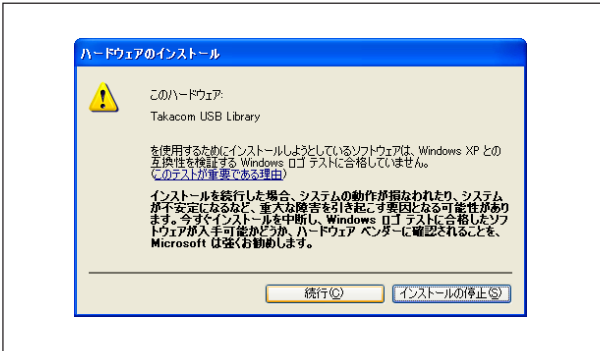 ハードウェアのインストール
このハードウェア:
Takacom USB Library
を使用するためにインストールしようとしているソフトウェアは、Windows XP との
互換性を検証する Windows ロゴ テストに合格していません。
(このテストが重要である理由)
インストールを続行した場合、システムの動作が損なわれたり、システム
が不安定になるなど、重大な障害を引き起こす要因となる可能性があり
ます。今すぐインストールを中断し、Windows ロゴ テストに合格したソフ
トウェアが入手可能かどうか、ハードウェア ベンダーに確認されることを、
Microsoft は強くお勧めします。
続行(C)
インストールの停止(S)